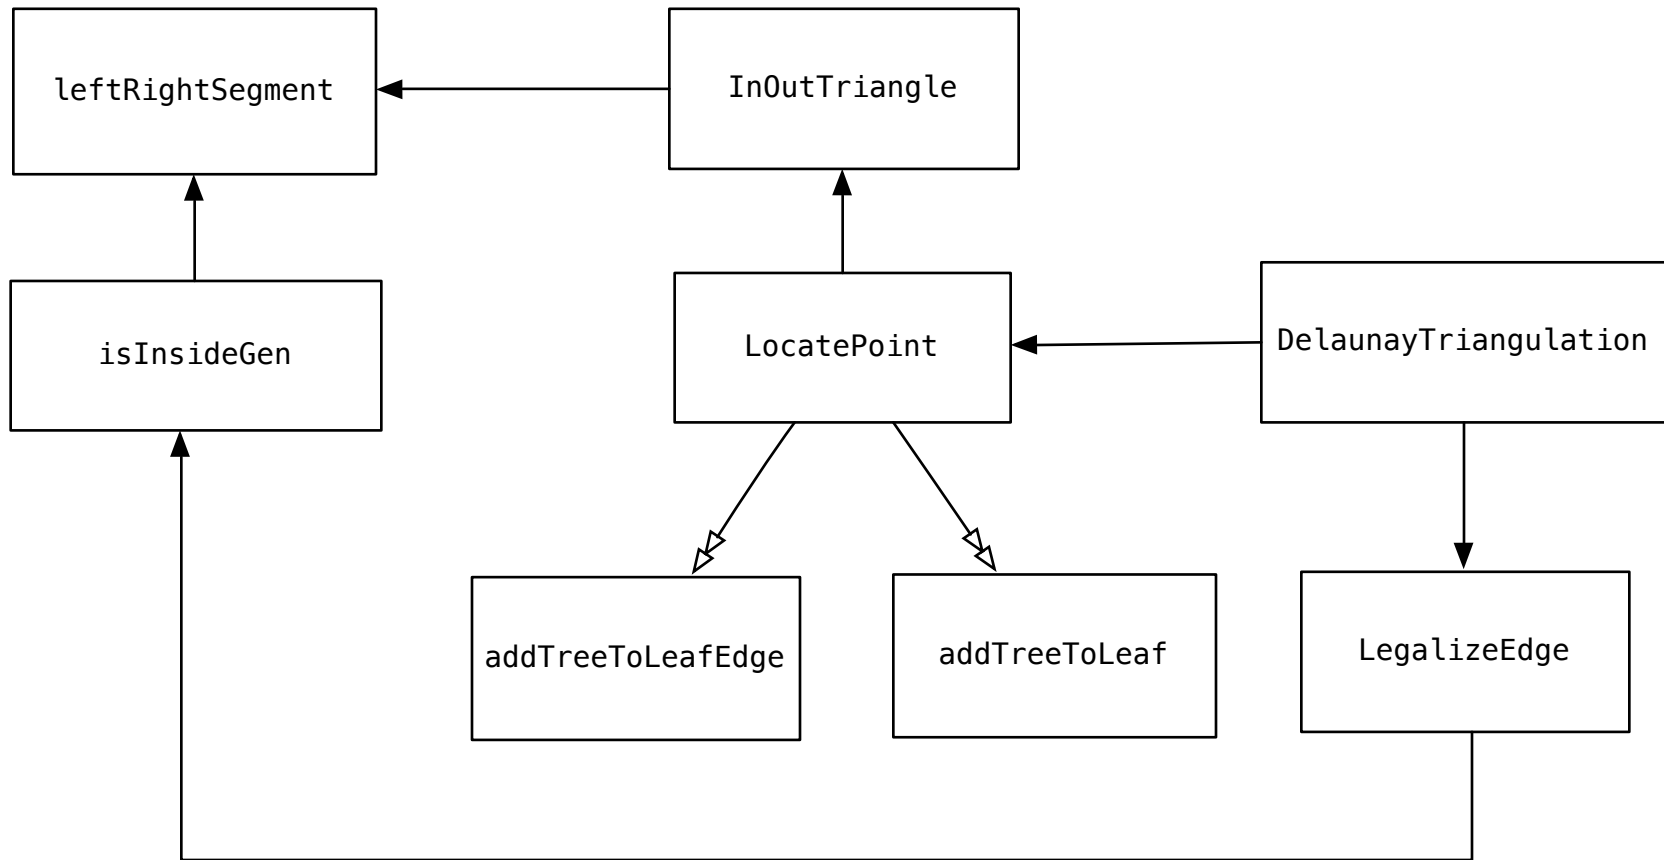 leftRightSegment
InOutTriangle
isInsideGen
LocatePoint
DelaunayTriangulation
addTreeToLeafEdge
addTreeToLeaf
LegalizeEdge